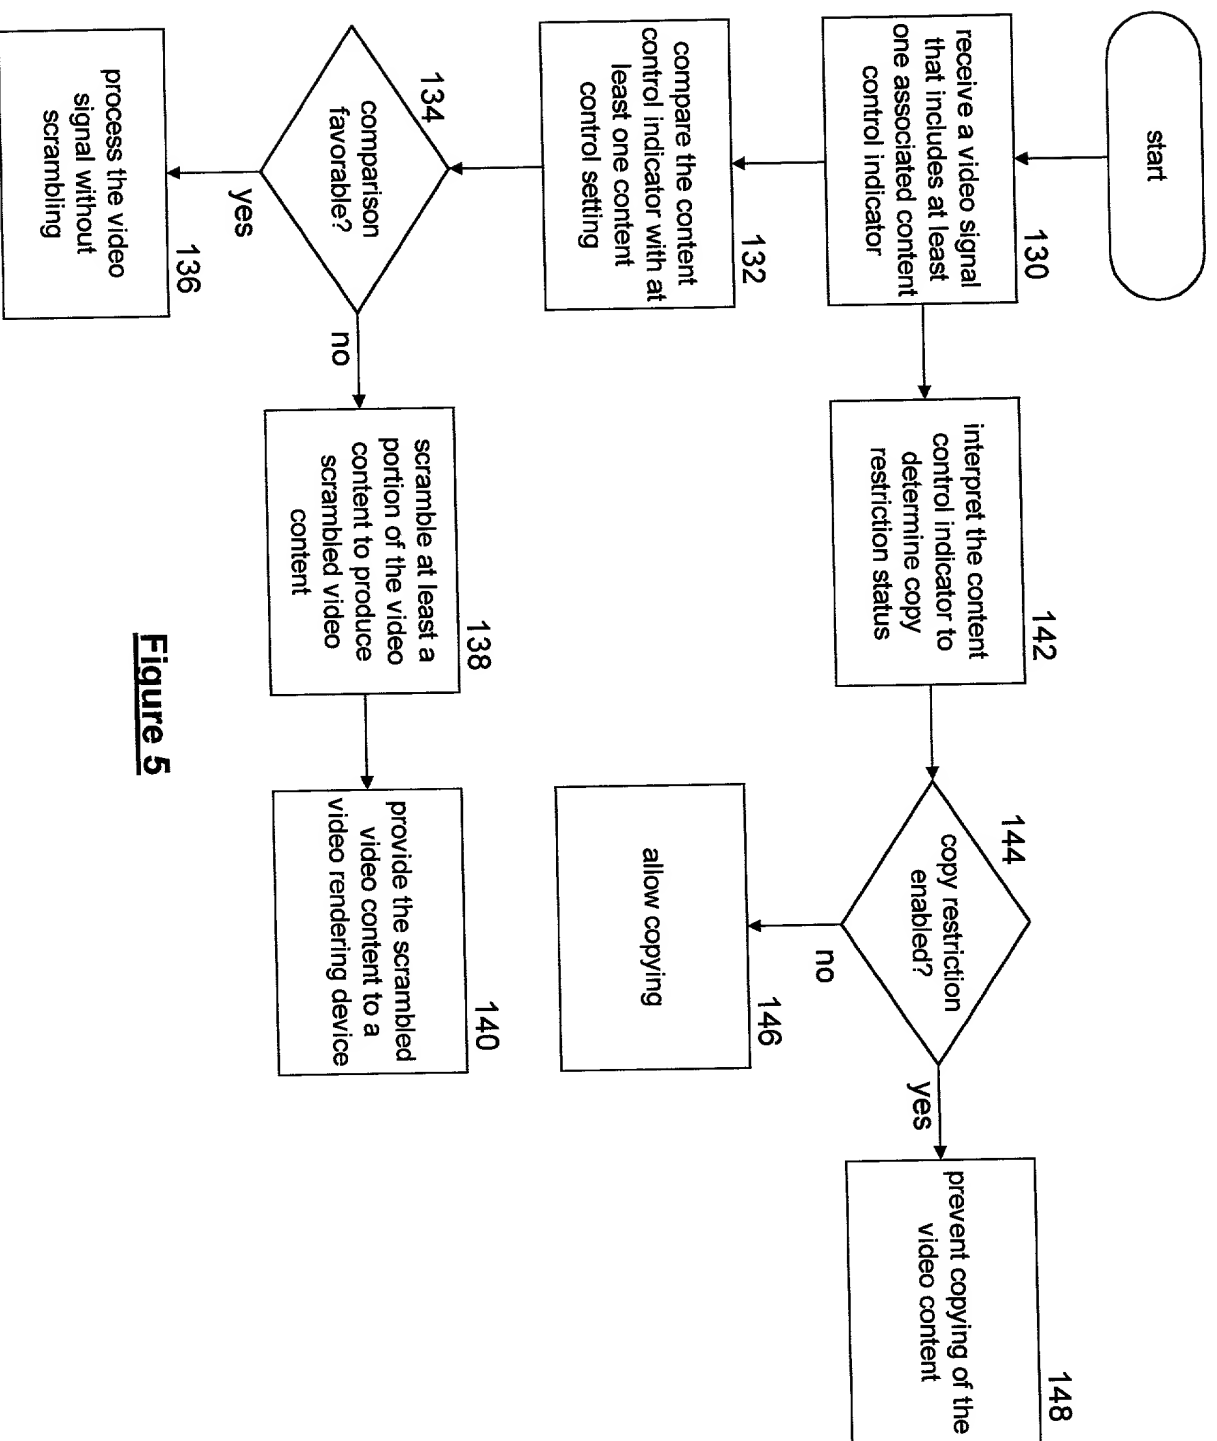 start
130
receive a video signal
that includes at least
one associated content
control indicator
142
interpret the content
control indicator to
determine copy
restriction status
144
copy restriction
enabled?
yes
148
prevent copying of the
video content
no
146
allow copying
132
compare the content
control indicator with at
least one content
control setting
134
comparison
favorable?
no
138
scramble at least a
portion of the video
content to produce
scrambled video
content
140
provide the scrambled
video content to a
video rendering device
yes
136
process the video
signal without
scrambling
Figure 5